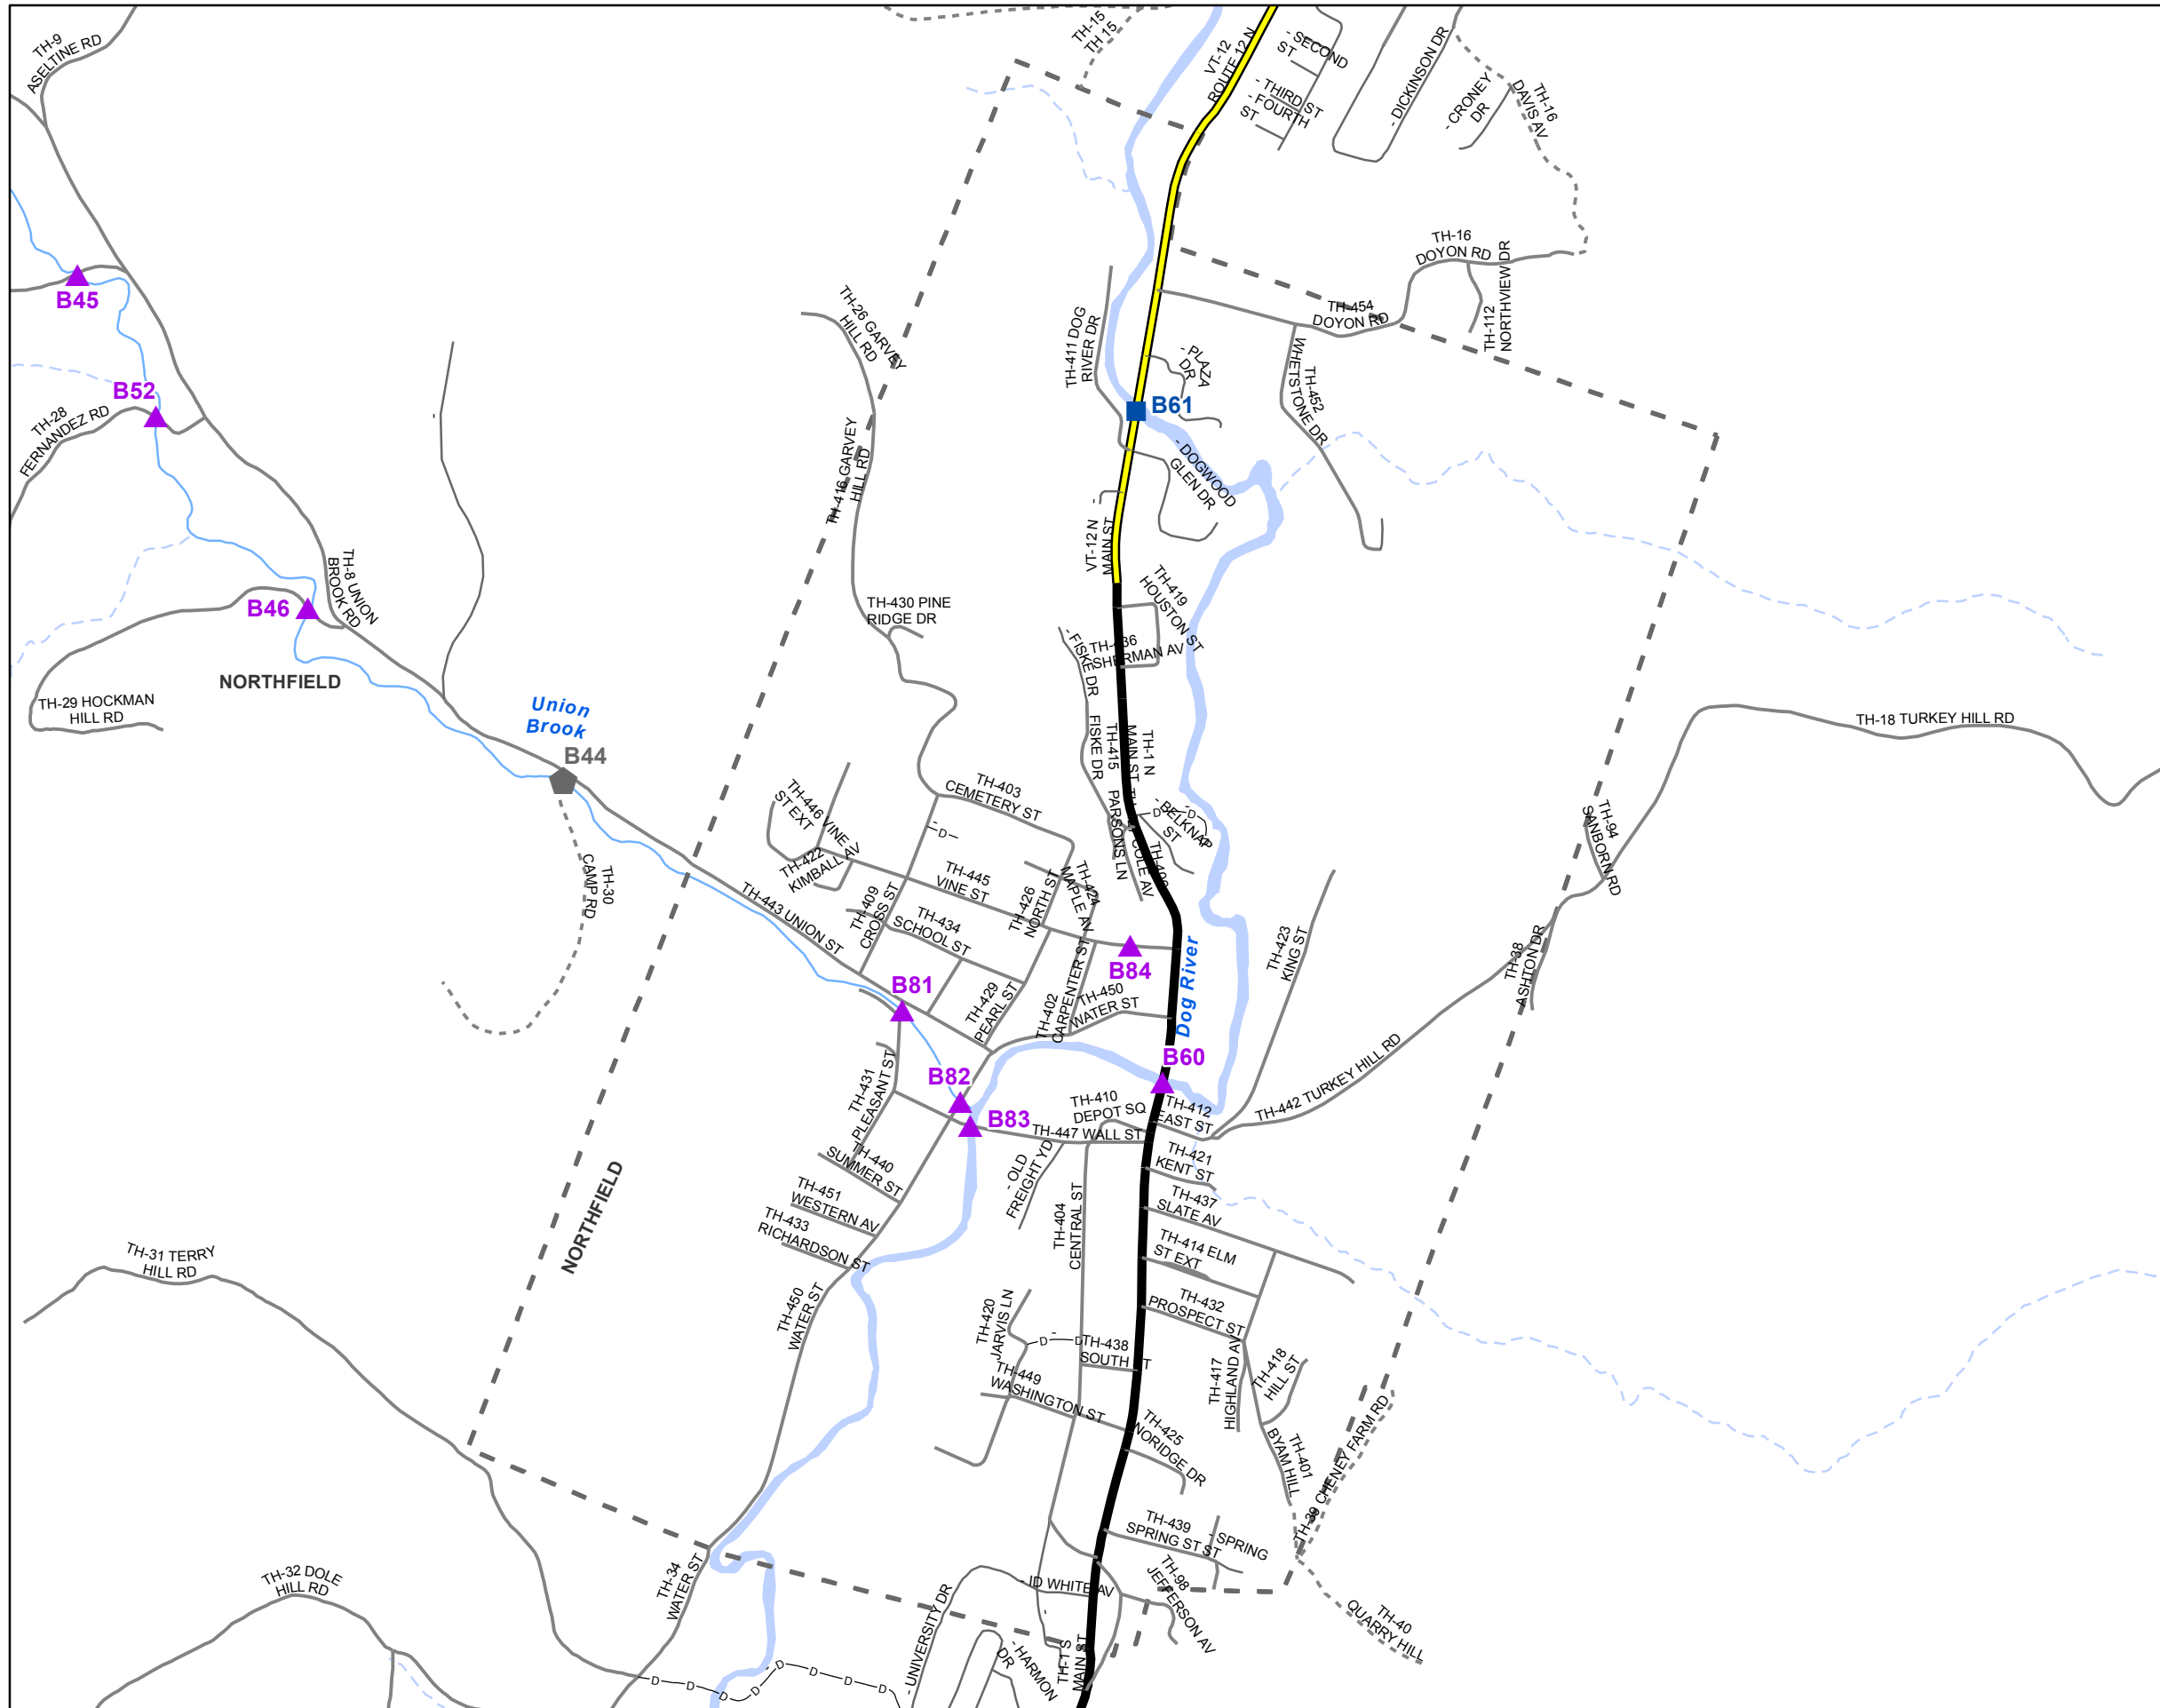 TH-9
ASELTINE RD
TH-15
TH 15
VT-12
ROUTE 12 N
- SECOND
ST
- THIRD ST
- FOURTH
ST
- DICKINSON DR
- CRONEY
DR
TH-16
DAVIS AV
TH-16
DOYON RD
TH-112
NORTHVIEW DR
TH-454
DOYON RD
B45
TH-26 GARVEY
HILL RD
TH-411 DOG
RIVER DR
- PLAZA
DR
TH-452
WHETSTONE DR
B52
TH-28
FERNANDEZ RD
B61
TH-416 GARVEY
HILL RD
- DOGWOOD
GLEN DR
VT-12 N
MAIN ST
TH-8 UNION
BROOK RD
B46
TH-430 PINE
RIDGE DR
TH-419
HOUSTON ST
TH-436
SHERMAN AV
- FISKE DR
NORTHFIELD
TH-29 HOCKMAN
HILL RD
Union
Brook
B44
TH-415
FISKE DR
TH-1 N
MAIN ST
TH-18 TURKEY HILL RD
TH-403
CEMETERY ST
TH-446 VINE
ST EXT
- BELKNAP
ST
D
D
D
PARSONS LN
COLE AV
TH-94
SANBORN RD
TH-422
KIMBALL AV
TH-30
CAMP RD
TH-443 UNION ST
TH-409
CROSS ST
TH-445
VINE ST
TH-434
SCHOOL ST
TH-426
NORTH ST
TH-424
MAPLE AV
TH-423
KING ST
TH-38
ASHTON DR
B84
Dog River
B81
TH-429
PEARL ST
TH-402
CARPENTER ST
TH-450
WATER ST
B60
TH-431
PLEASANT ST
B82
B83
TH-410
DEPOT SQ
TH-412
EAST ST
TH-442 TURKEY HILL RD
TH-447 WALL ST
TH-440
SUMMER ST
- OLD
FREIGHT YD
TH-421
KENT ST
TH-451
WESTERN AV
TH-437
SLATE AV
NORTHFIELD
TH-433
RICHARDSON ST
TH-404
CENTRAL ST
TH-414 ELM
ST EXT
TH-31 TERRY
HILL RD
TH-450
WATER ST
TH-420
JARVIS LN
TH-432
PROSPECT ST
D
D
TH-438
SOUTH ST
TH-417
HIGHLAND AV
TH-418
HILL ST
TH-449
WASHINGTON ST
TH-425
NORIDGE DR
TH-401
BYAM HILL
TH-39 CHENEY FARM RD
TH-439
SPRING ST
- SPRING
ST
TH-32 DOLE
HILL RD
TH-34
WATER ST
- UNIVERSITY DR
- ID WHITE AV
TH-98
JEFFERSON AV
TH-40
QUARRY HILL
- HARMON
DR
TH-1 S
MAIN ST
D
D
D
D
D
D
D
D